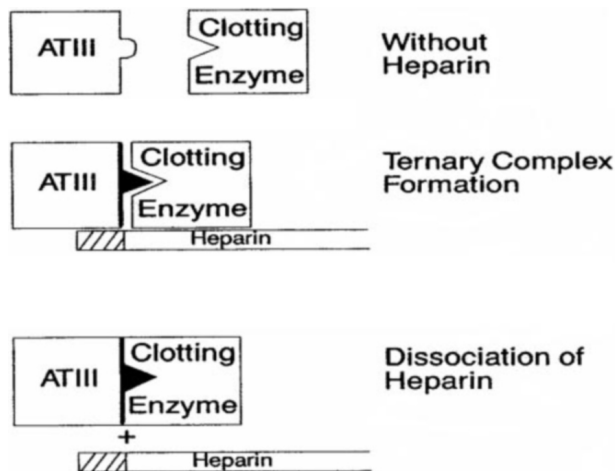 ATIII
Clotting
Enzyme
Without
Heparin
ATIII
Clotting
Enzyme
Heparin
Ternary Complex
Formation
ATIII
Clotting
Enzyme
+
Heparin
Dissociation of
Heparin